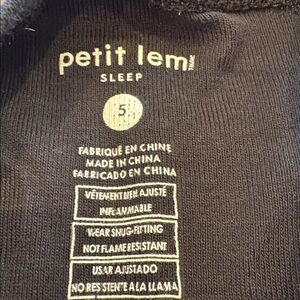 petit lem
SLEEP
5
FABRIQUÉ EN CHINE
MADE IN CHINA
FABRICADO EN CHINA
VÊTEMENT BIEN AJUSTÉ
INFLAMMABLE
WEAR SNUG-FITTING
NOT FLAME RESISTANT
USAR AJUSTADO
NO RESISTENTE A LA LLAMA